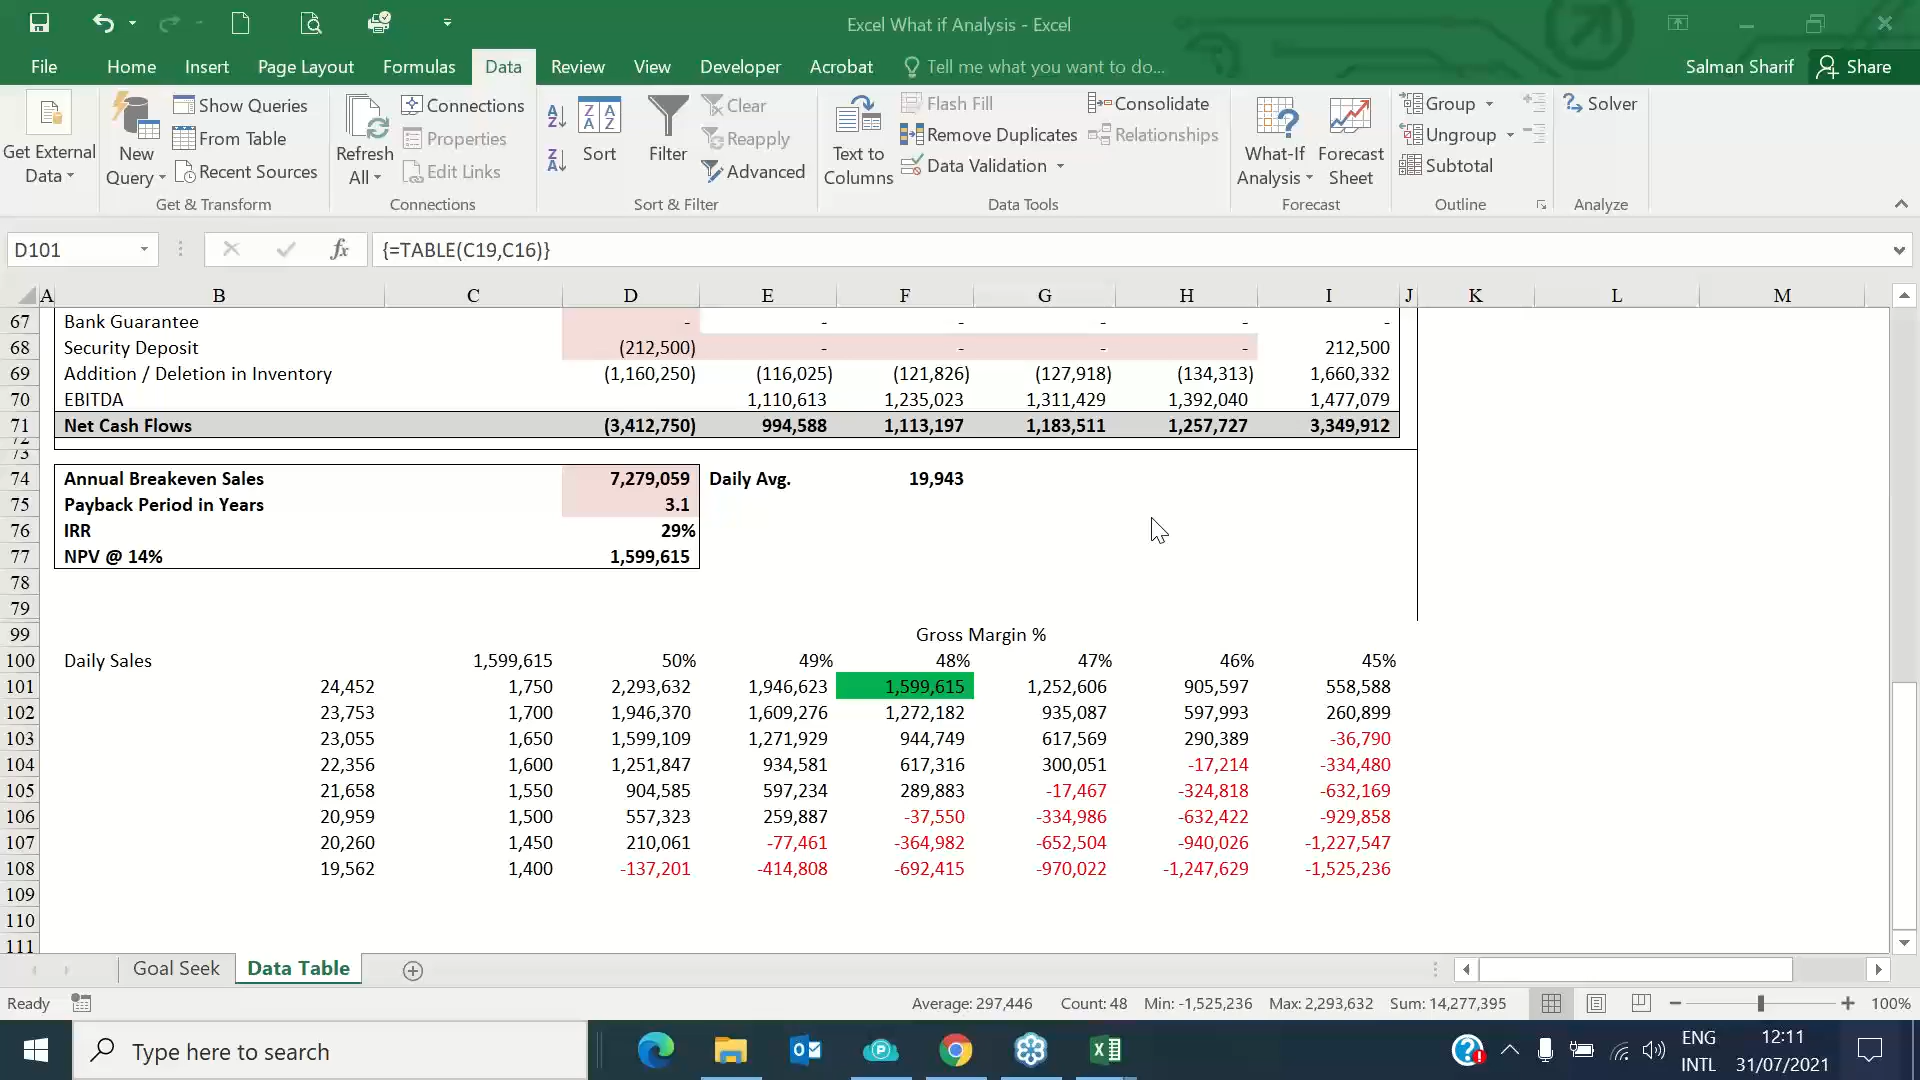 Excel What if Analysis - Excel
File Home Insert Page Layout Formulas Data Review View Developer Acrobat Tell me what you want to do... Salman Sharif Share
Get External Data
New Query
Show Queries
From Table
Recent Sources
Get & Transform
Refresh All
Connections
Properties
Edit Links
Connections
Sort
Filter
Clear
Reapply
Advanced
Sort & Filter
Text to Columns
Flash Fill
Remove Duplicates
Data Validation
Consolidate
Relationships
Data Tools
What-If Analysis
Forecast Sheet
Forecast
Group
Ungroup
Subtotal
Outline
Solver
Analyze
D101 fx {=TABLE(C19,C16)}
A B C D E F G H I J K L M
67 Bank Guarantee - - - - - -
68 Security Deposit (212,500) - - - - 212,500
69 Addition / Deletion in Inventory (1,160,250) (116,025) (121,826) (127,918) (134,313) 1,660,332
70 EBITDA 1,110,613 1,235,023 1,311,429 1,392,040 1,477,079
71 Net Cash Flows (3,412,750) 994,588 1,113,197 1,183,511 1,257,727 3,349,912
72
73
74 Annual Breakeven Sales 7,279,059 Daily Avg. 19,943
75 Payback Period in Years 3.1
76 IRR 29%
77 NPV @ 14% 1,599,615
78
79
99 Gross Margin %
100 Daily Sales 1,599,615 50% 49% 48% 47% 46% 45%
101 24,452 1,750 2,293,632 1,946,623 1,599,615 1,252,606 905,597 558,588
102 23,753 1,700 1,946,370 1,609,276 1,272,182 935,087 597,993 260,899
103 23,055 1,650 1,599,109 1,271,929 944,749 617,569 290,389 -36,790
104 22,356 1,600 1,251,847 934,581 617,316 300,051 -17,214 -334,480
105 21,658 1,550 904,585 597,234 289,883 -17,467 -324,818 -632,169
106 20,959 1,500 557,323 259,887 -37,550 -334,986 -632,422 -929,858
107 20,260 1,450 210,061 -77,461 -364,982 -652,504 -940,026 -1,227,547
108 19,562 1,400 -137,201 -414,808 -692,415 -970,022 -1,247,629 -1,525,236
109
110
111
Goal Seek Data Table
Ready Average: 297,446 Count: 48 Min: -1,525,236 Max: 2,293,632 Sum: 14,277,395 100%
Type here to search
ENG
INTL
12:11
31/07/2021